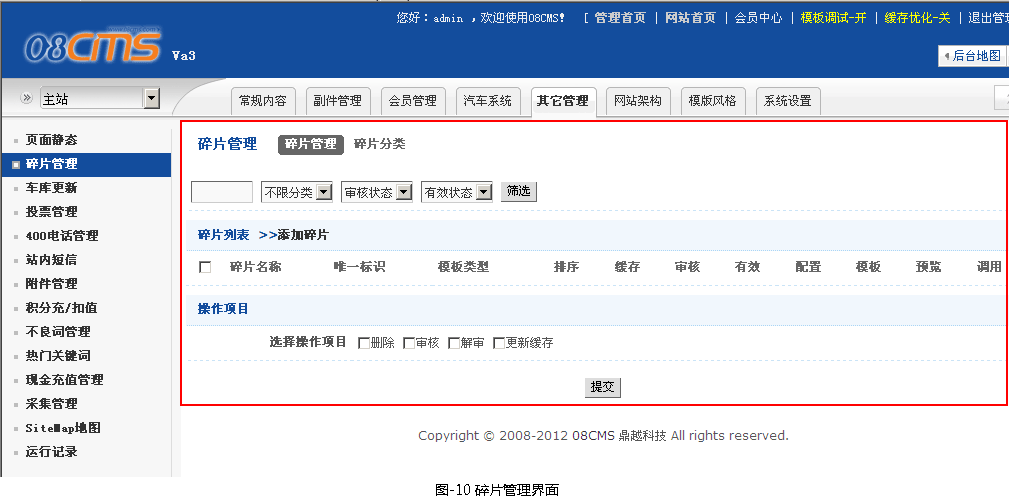 您好：admin ，欢迎使用08CMS! [ 管理首页 | 网站首页 | 会员中心 | 模板调试-开 | 缓存优化-关 | 退出管
08CMS Va3
后台地图
主站
常规内容 副件管理 会员管理 汽车系统 其它管理 网站架构 模版风格 系统设置
页面静态
碎片管理
车库更新
投票管理
400电话管理
站内短信
附件管理
积分充/扣值
不良词管理
热门关键词
现金充值管理
采集管理
SiteMap地图
运行记录
碎片管理 碎片管理 碎片分类
不限分类 审核状态 有效状态 筛选
碎片列表 >>添加碎片
碎片名称 唯一标识 模板类型 排序 缓存 审核 有效 配置 模板 预览 调用
操作项目
选择操作项目 删除 审核 解审 更新缓存
提交
Copyright © 2008-2012 08CMS 鼎越科技 All rights reserved.
图-10 碎片管理界面